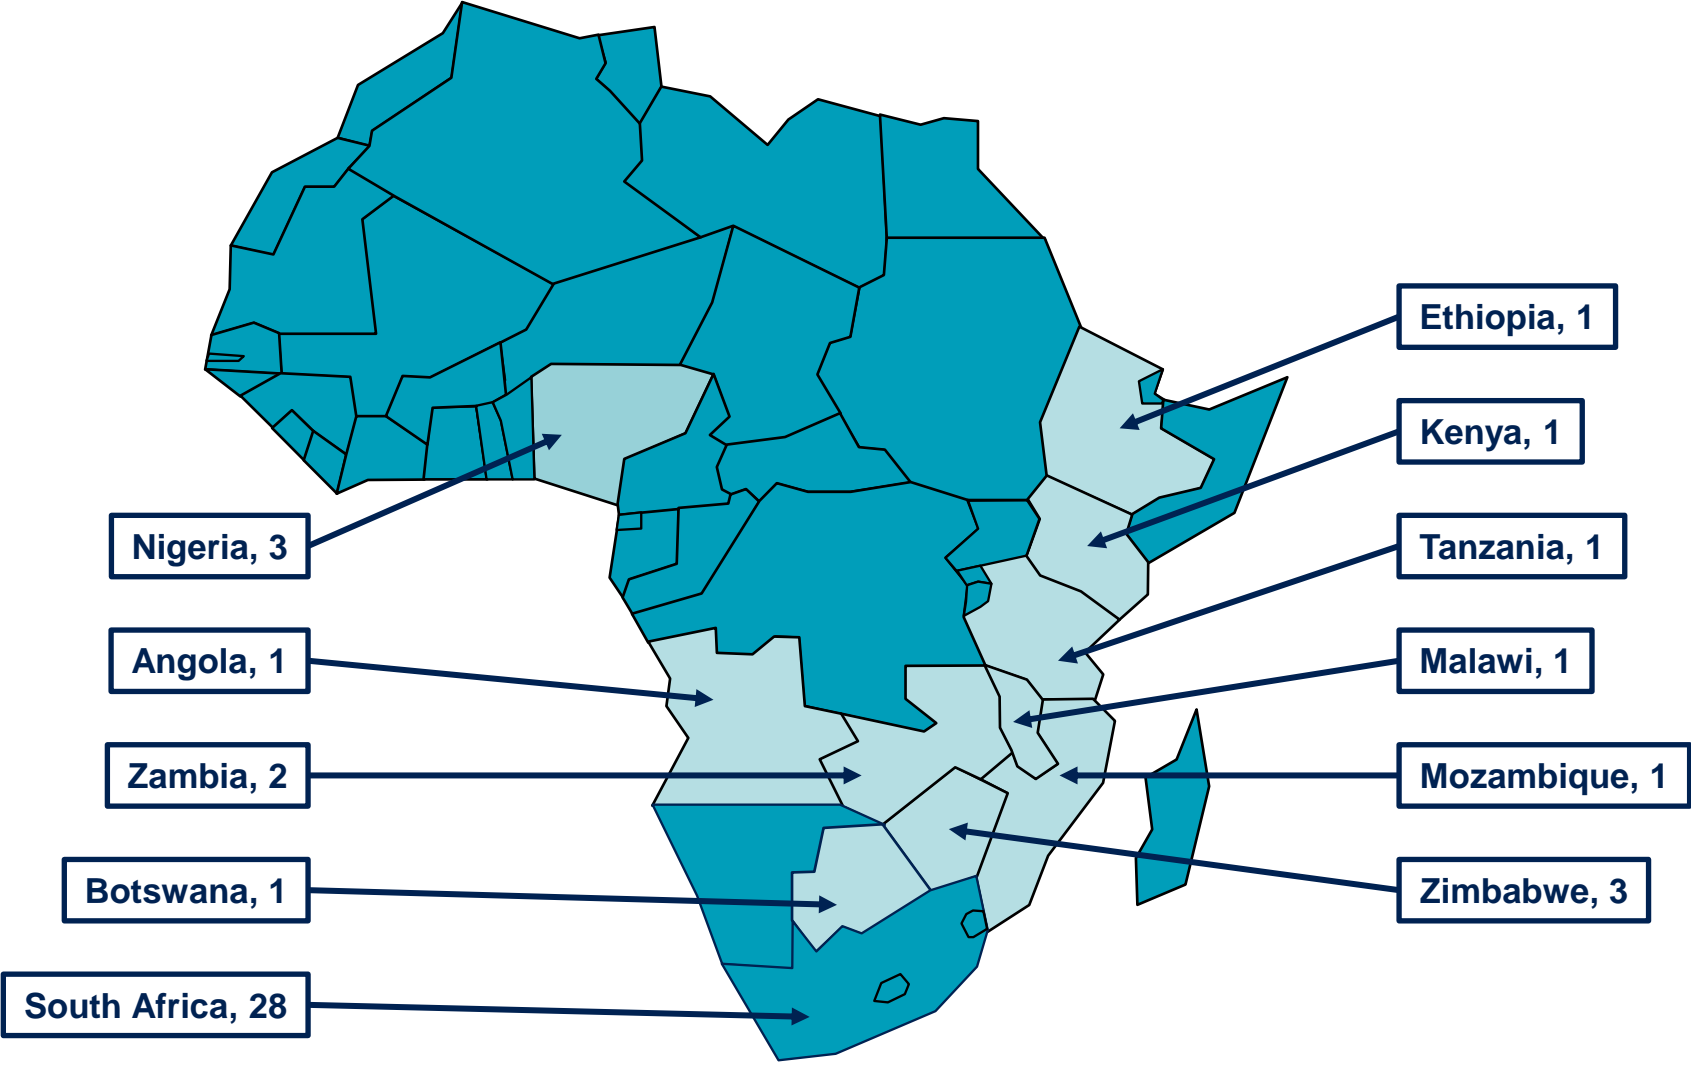 Nigeria, 3
Angola, 1
Zambia, 2
Botswana, 1
South Africa, 28
Ethiopia, 1
Kenya, 1
Tanzania, 1
Malawi, 1
Mozambique, 1
Zimbabwe, 3